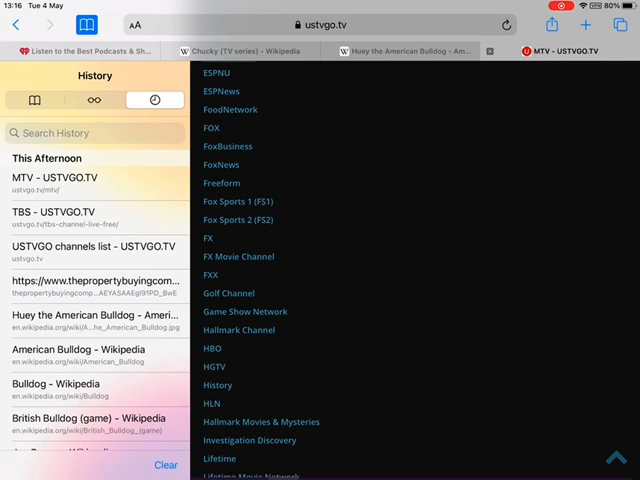 13:16 Tue 4 May
VPN 80%
AA
ustvgo.tv
Listen to the Best Podcasts & Sh...
W Chucky (TV series) - Wikipedia
W Huey the American Bulldog - Am...
MTV - USTVGO.TV
History
Search History
This Afternoon
MTV - USTVGO.TV
ustvgo.tv/mtv/
TBS - USTVGO.TV
ustvgo.tv/tbs-channel-live-free/
USTVGO channels list - USTVGO.TV
ustvgo.tv
https://www.thepropertybuyingcom...
thepropertybuyingcomp...AEYASAAEgI91PD_BwE
Huey the American Bulldog - Ameri...
en.wikipedia.org/wiki/A...he_American_Bulldog.jpg
American Bulldog - Wikipedia
en.wikipedia.org/wiki/American_Bulldog
Bulldog - Wikipedia
en.wikipedia.org/wiki/Bulldog
British Bulldog (game) - Wikipedia
en.wikipedia.org/wiki/British_Bulldog_(game)
Clear
ESPNU
ESPNews
FoodNetwork
FOX
FoxBusiness
FoxNews
Freeform
Fox Sports 1 (FS1)
Fox Sports 2 (FS2)
FX
FX Movie Channel
FXX
Golf Channel
Game Show Network
Hallmark Channel
HBO
HGTV
History
HLN
Hallmark Movies & Mysteries
Investigation Discovery
Lifetime
Lifetime Movie Network